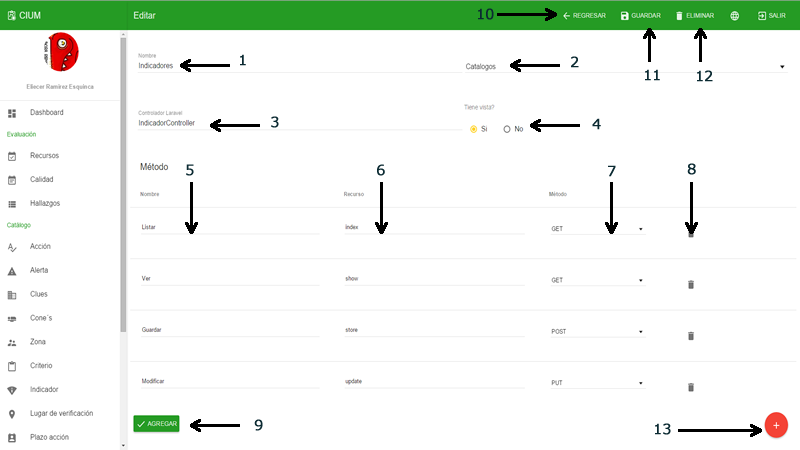 CIUM
Editar
10
REGRESAR
GUARDAR
ELIMINAR
SALIR
11
12
Eliecer Ramirez Esquinca
Dashboard
Evaluación
Recursos
Calidad
Hallazgos
Catálogo
Acción
Alerta
Clues
Cone´s
Zona
Criterio
Indicador
Lugar de verificación
Plazo acción
Nombre
Indicadores
1
Catalogos
2
Controlador Laravel
IndicadorController
3
Tiene vista?
Si
No
4
Método
5
6
7
8
Nombre
Recurso
Método
Listar
index
GET
Ver
show
GET
Guardar
store
POST
Modificar
update
PUT
AGREGAR
9
13